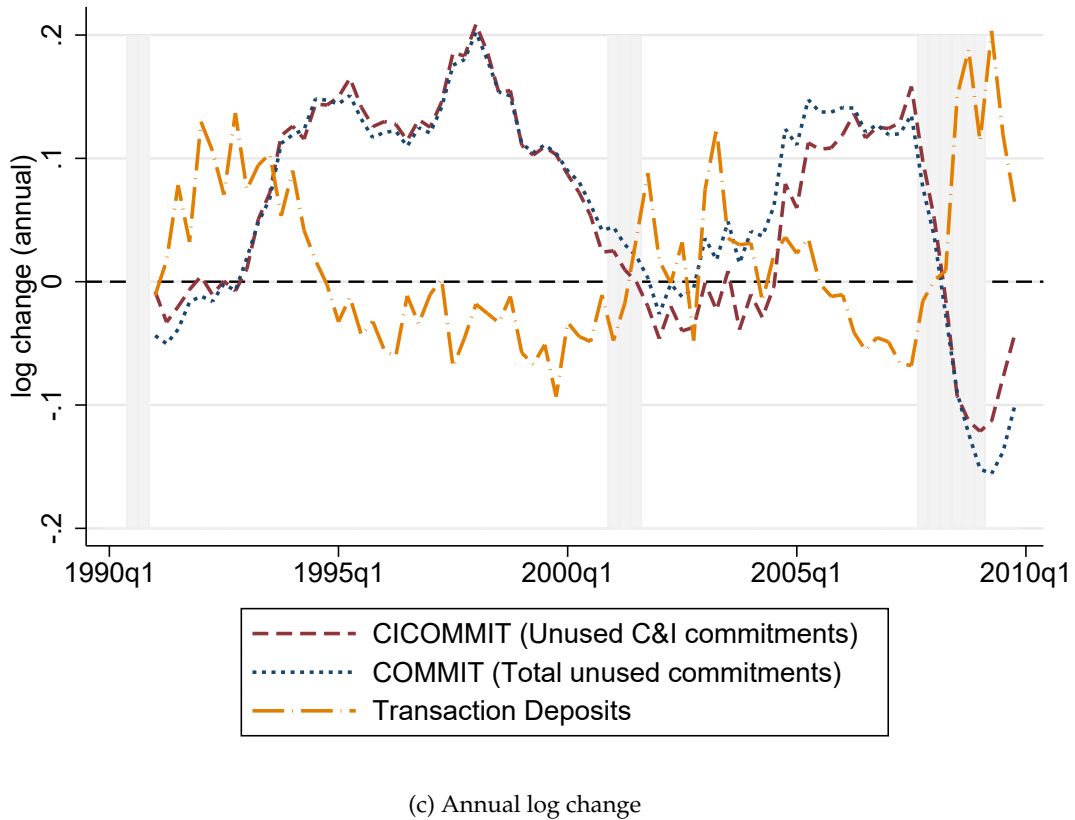 log change (annual)
.2
.1
0
-.1
-.2
1990q1 1995q1 2000q1 2005q1 2010q1
CICOMMIT (Unused C&I commitments)
COMMIT (Total unused commitments)
Transaction Deposits
(c) Annual log change